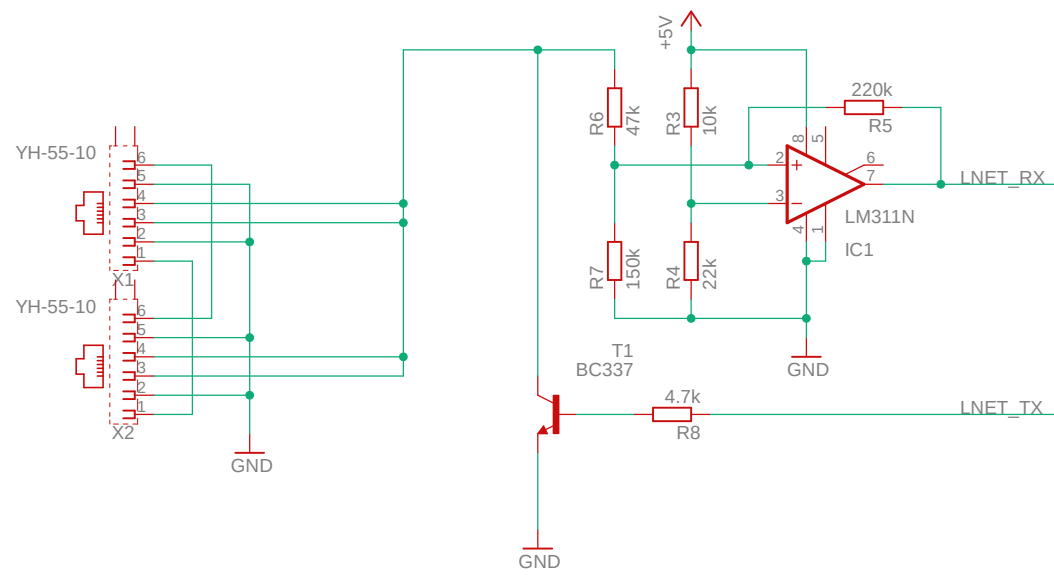 YH-55-10
6
5
4
3
2
1
X1
YH-55-10
6
5
4
3
2
1
X2
GND
+5V
R6
47k
R3
10k
220k
R5
8
5
2
+
6
7
LNET_RX
3
−
4
1
LM311N
IC1
R7
150k
R4
22k
GND
T1
BC337
4.7k
R8
LNET_TX
GND